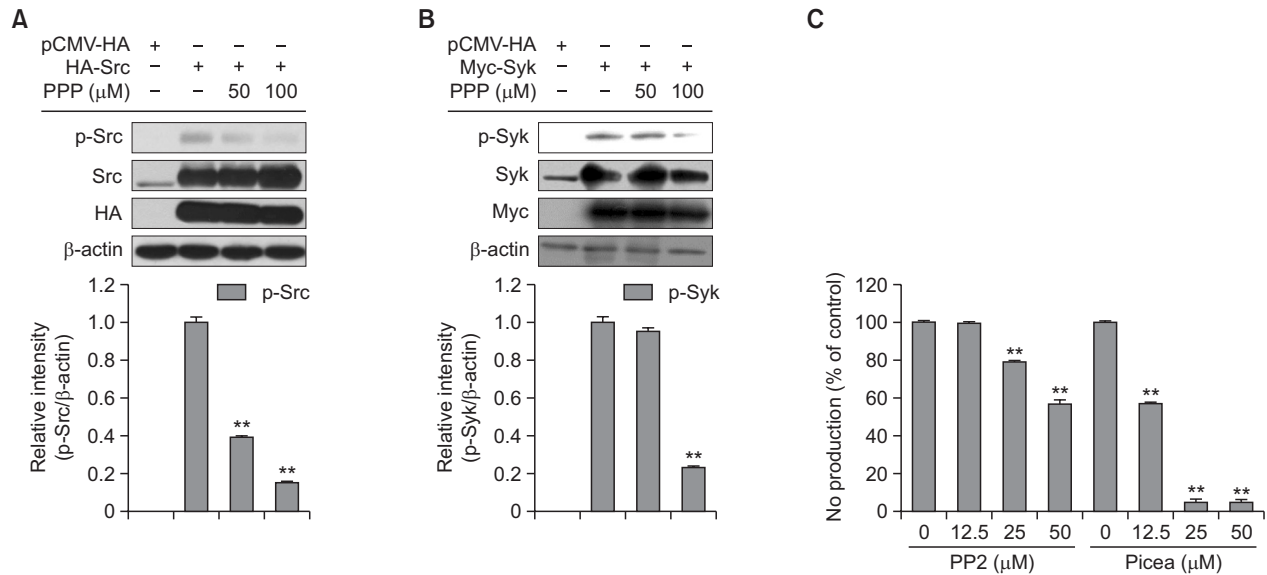 A
pCMV-HA + – – –
HA-Src – + + +
PPP (μM) – – 50 100
p-Src
Src
HA
β-actin
1.2
1.0
0.8
0.6
0.4
0.2
0
Relative intensity
(p-Src/β-actin)
p-Src
**
**
B
pCMV-HA + – – –
Myc-Syk – + + +
PPP (μM) – – 50 100
p-Syk
Syk
Myc
β-actin
1.2
1.0
0.8
0.6
0.4
0.2
0
Relative intensity
(p-Syk/β-actin)
p-Syk
**
C
120
100
80
60
40
20
0
No production (% of control)
**
**
**
**
**
0 12.5 25 50 0 12.5 25 50
PP2 (μM) Picea (μM)